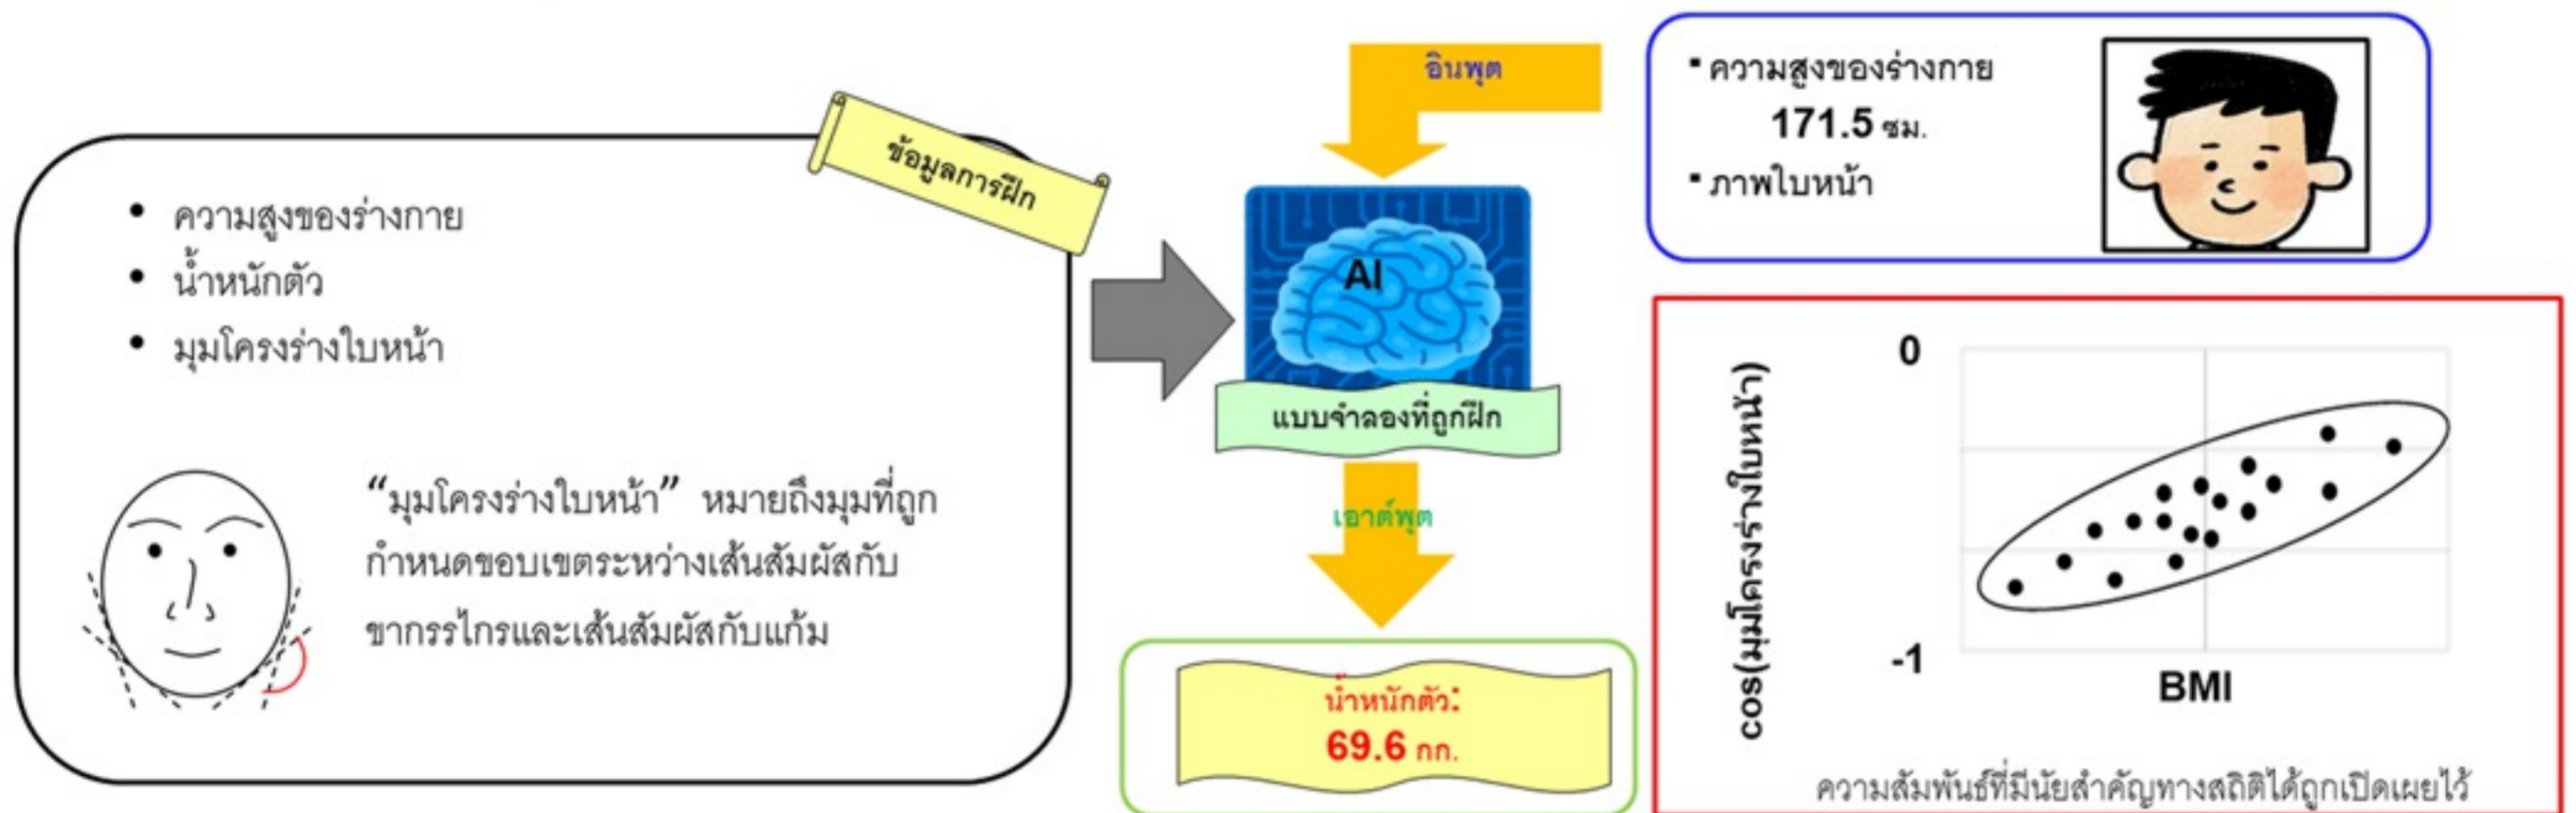 ข้อมูลการฝึก
• ความสูงของร่างกาย
• น้ำหนักตัว
• มุมโครงร่างใบหน้า
“มุมโครงร่างใบหน้า” หมายถึงมุมที่ถูก
กำหนดขอบเขตระหว่างเส้นสัมผัสกับ
ขากรรไกรและเส้นสัมผัสกับแก้ม
อินพุต
AI
แบบจำลองที่ถูกฝึก
เอาต์พุต
น้ำหนักตัว:
69.6 กก.
▪ ความสูงของร่างกาย
171.5 ซม.
▪ ภาพใบหน้า
0
cos(มุมโครงร่างใบหน้า)
-1
BMI
ความสัมพันธ์ที่มีนัยสำคัญทางสถิติได้ถูกเปิดเผยไว้